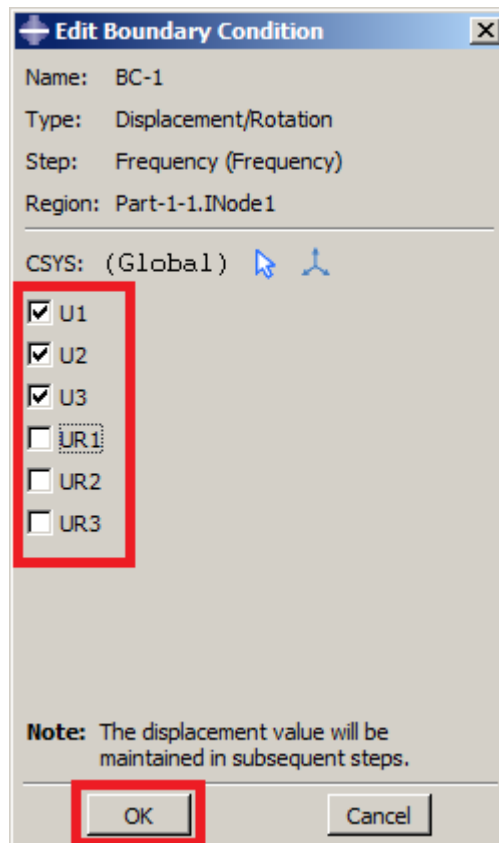 Edit Boundary Condition
Name: BC-1
Type: Displacement/Rotation
Step: Frequency (Frequency)
Region: Part-1-1.INode1
CSYS: (Global)
U1
U2
U3
UR1
UR2
UR3
Note: The displacement value will be
maintained in subsequent steps.
OK Cancel